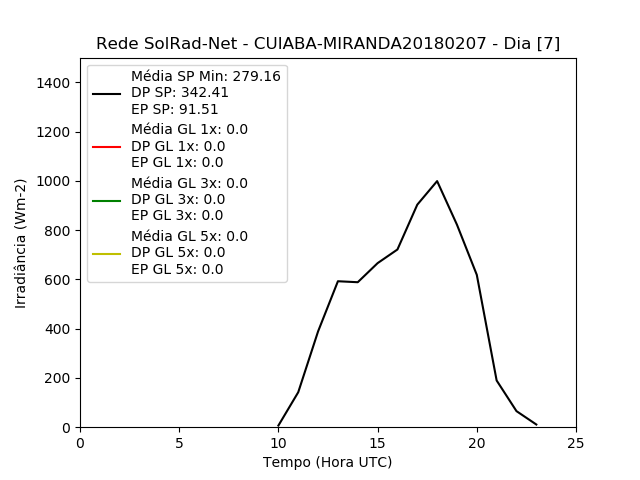 Rede SolRad-Net - CUIABA-MIRANDA20180207 - Dia [7]
Média SP Min: 279.16
DP SP: 342.41
EP SP: 91.51
Média GL 1x: 0.0
DP GL 1x: 0.0
EP GL 1x: 0.0
Média GL 3x: 0.0
DP GL 3x: 0.0
EP GL 3x: 0.0
Média GL 5x: 0.0
DP GL 5x: 0.0
EP GL 5x: 0.0
Irradiância (Wm-2)
1400
1200
1000
800
600
400
200
0
0 5 10 15 20 25
Tempo (Hora UTC)